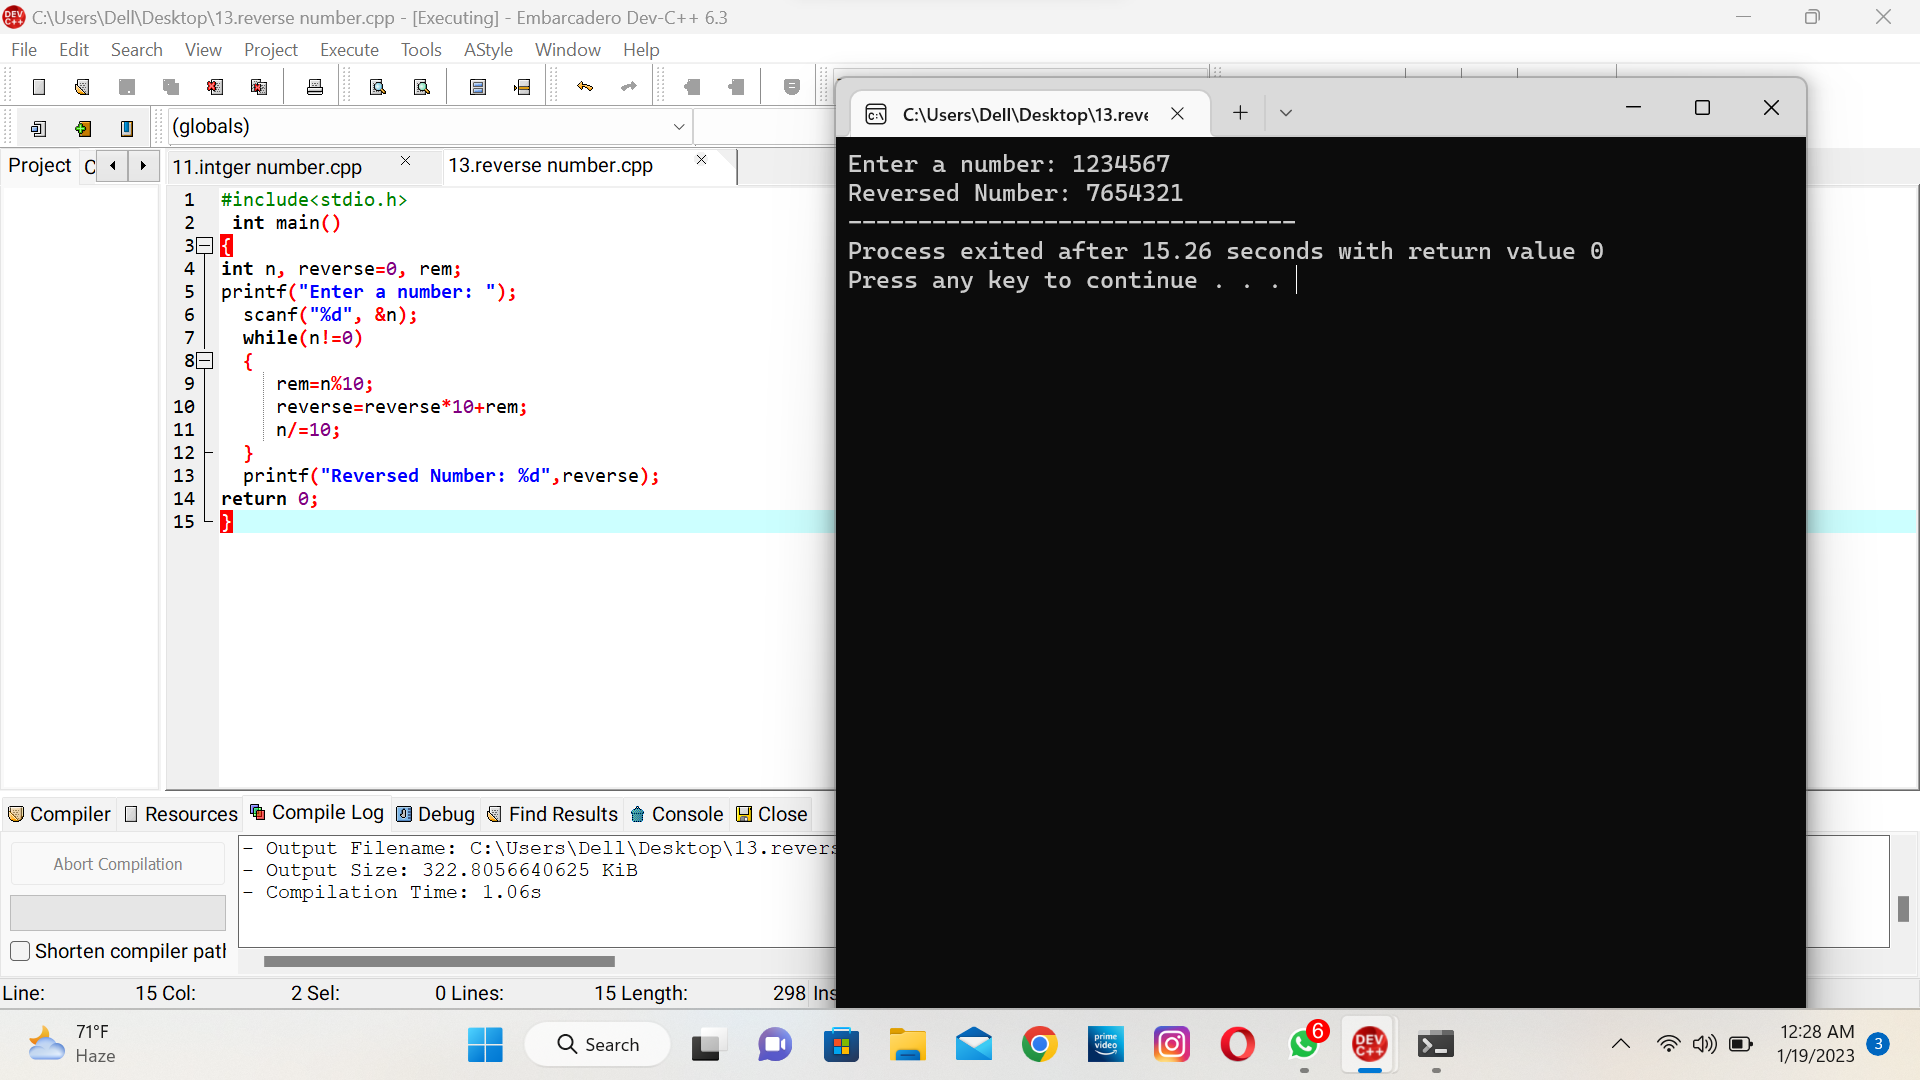 C:\Users\Dell\Desktop\13.reverse number.cpp - [Executing] - Embarcadero Dev-C++ 6.3
File Edit Search View Project Execute Tools AStyle Window Help
(globals)
Project
11.intger number.cpp
13.reverse number.cpp
1 #include<stdio.h>
2 int main()
3 {
4 int n, reverse=0, rem;
5 printf("Enter a number: ");
6 scanf("%d", &n);
7 while(n!=0)
8 {
9 rem=n%10;
10 reverse=reverse*10+rem;
11 n/=10;
12 }
13 printf("Reversed Number: %d",reverse);
14 return 0;
15 }
C:\Users\Dell\Desktop\13.reve
Enter a number: 1234567
Reversed Number: 7654321
--------------------------------
Process exited after 15.26 seconds with return value 0
Press any key to continue . . .
Compiler Resources Compile Log Debug Find Results Console Close
Abort Compilation
Shorten compiler path
- Output Filename: C:\Users\Dell\Desktop\13.revers
- Output Size: 322.8056640625 KiB
- Compilation Time: 1.06s
Line: 15 Col: 2 Sel: 0 Lines: 15 Length: 298 Ins
71°F
Haze
Search
prime video
6
DEV C++
12:28 AM
1/19/2023
3